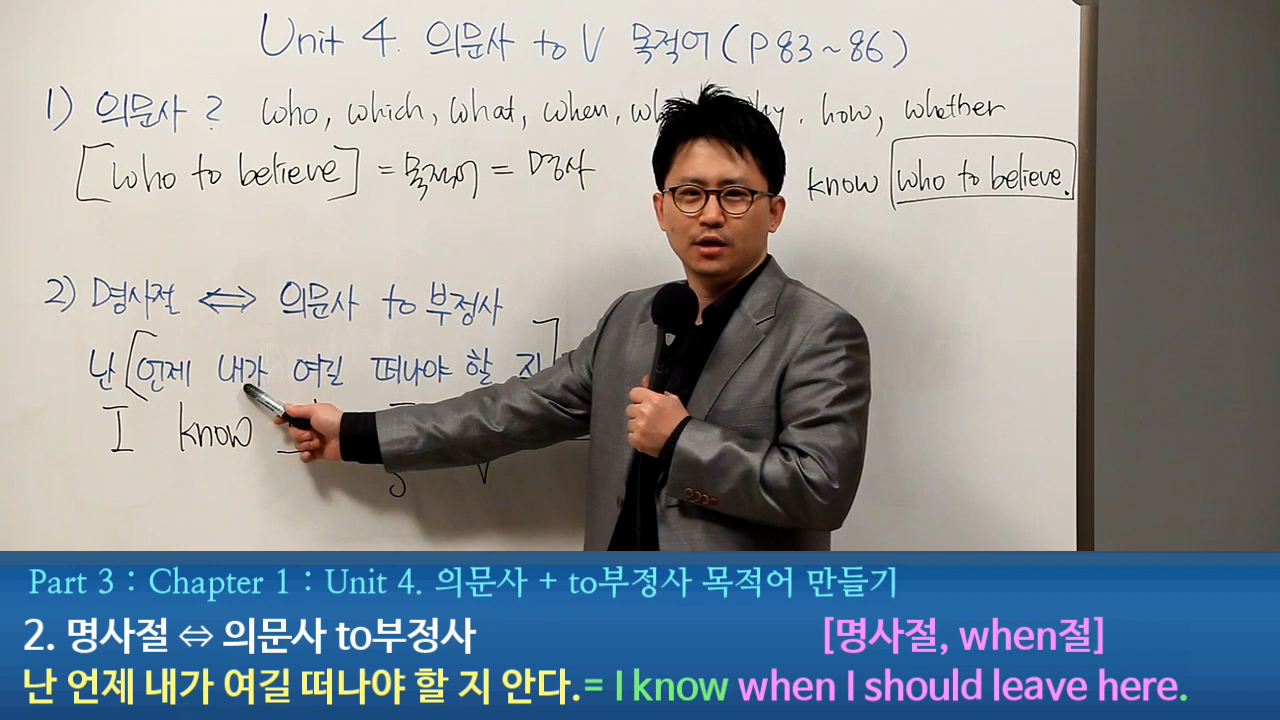 Unit 4. 의문사 to V 목적어 (P 83 ~ 86)
1) 의문사 ? who, which, what, when, how, whether
[who to believe] = 목적어 = 명사 know who to believe.
2) 명사절 ⇔ 의문사 to 부정사
난 [언제 내가 여길 떠나야 할 지]
I know
Part 3 : Chapter 1 : Unit 4. 의문사 + to부정사 목적어 만들기
2. 명사절 ⇔ 의문사 to부정사 [명사절, when절]
난 언제 내가 여길 떠나야 할 지 안다.= I know when I should leave here.